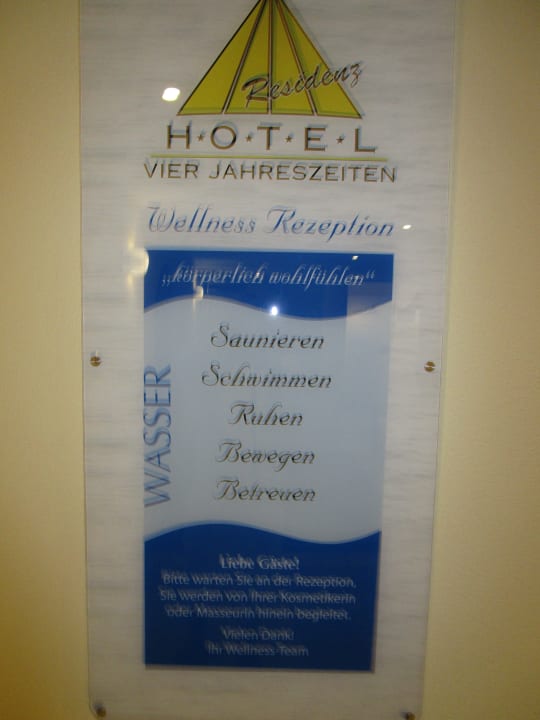 Residenz
H★O★T★E★L
VIER JAHRESZEITEN
Wellness Rezeption
„körperlich wohlfühlen“
WASSER
Saunieren
Schwimmen
Ruhen
Bewegen
Betreuen
Liebe Gäste!
Bitte warten Sie an der Rezeption,
Sie werden von Ihrer Kosmetikerin
oder Masseurin hinein begleitet.
Vielen Dank!
Ihr Wellness-Team